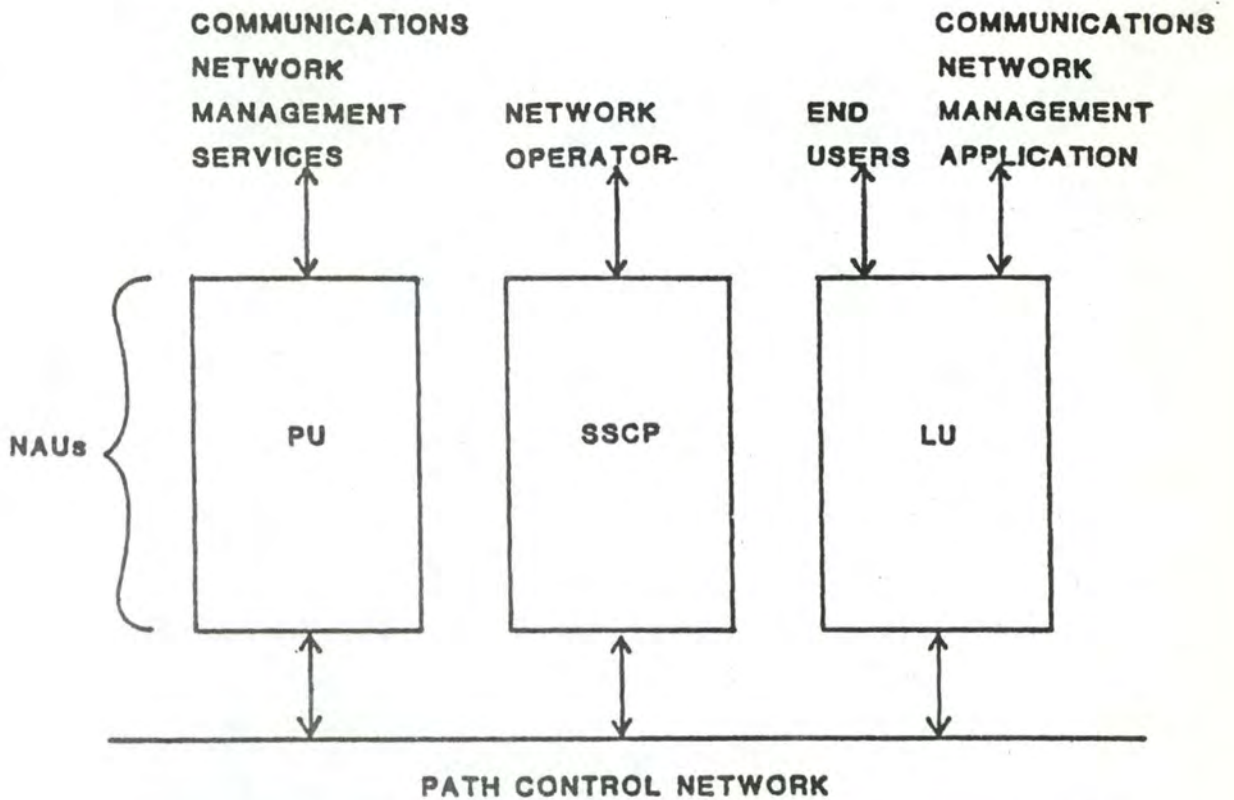 COMMUNICATIONS
NETWORK
MANAGEMENT
SERVICES
NETWORK
OPERATOR
END
USERS
COMMUNICATIONS
NETWORK
MANAGEMENT
APPLICATION
NAUs
PU
SSCP
LU
PATH CONTROL NETWORK